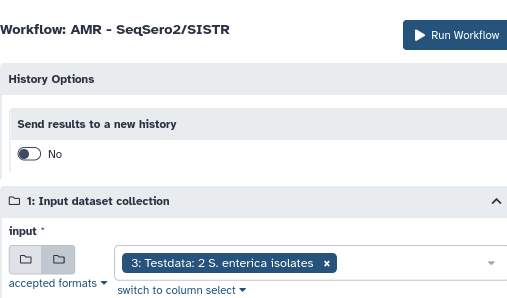 Workflow: AMR - SeqSero2/SISTR
Run Workflow
History Options
Send results to a new history
No
1: Input dataset collection
input *
3: Testdata: 2 S. enterica isolates ×
accepted formats
switch to column select